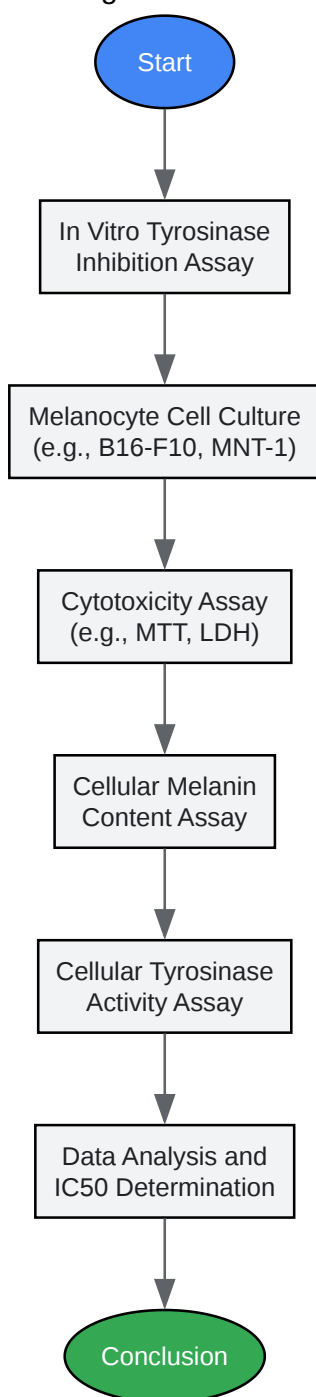 Start
In Vitro Tyrosinase
Inhibition Assay
Melanocyte Cell Culture
(e.g., B16-F10, MNT-1)
Cytotoxicity Assay
(e.g., MTT, LDH)
Cellular Melanin
Content Assay
Cellular Tyrosinase
Activity Assay
Data Analysis and
IC50 Determination
Conclusion